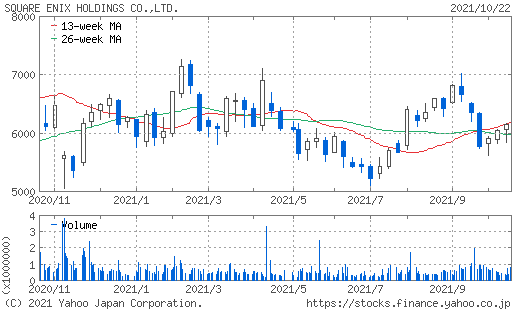 SQUARE ENIX HOLDINGS CO.,LTD. 2021/10/22
8000
13-week MA
26-week MA
7000
6000
5000
2020/11 2021/1 2021/3 2021/5 2021/7 2021/9
4
Volume
3
2
1
0
(x1000000)
2020/11 2021/1 2021/3 2021/5 2021/7 2021/9
(C) 2021 Yahoo Japan Corporation. https://stocks.finance.yahoo.co.jp/